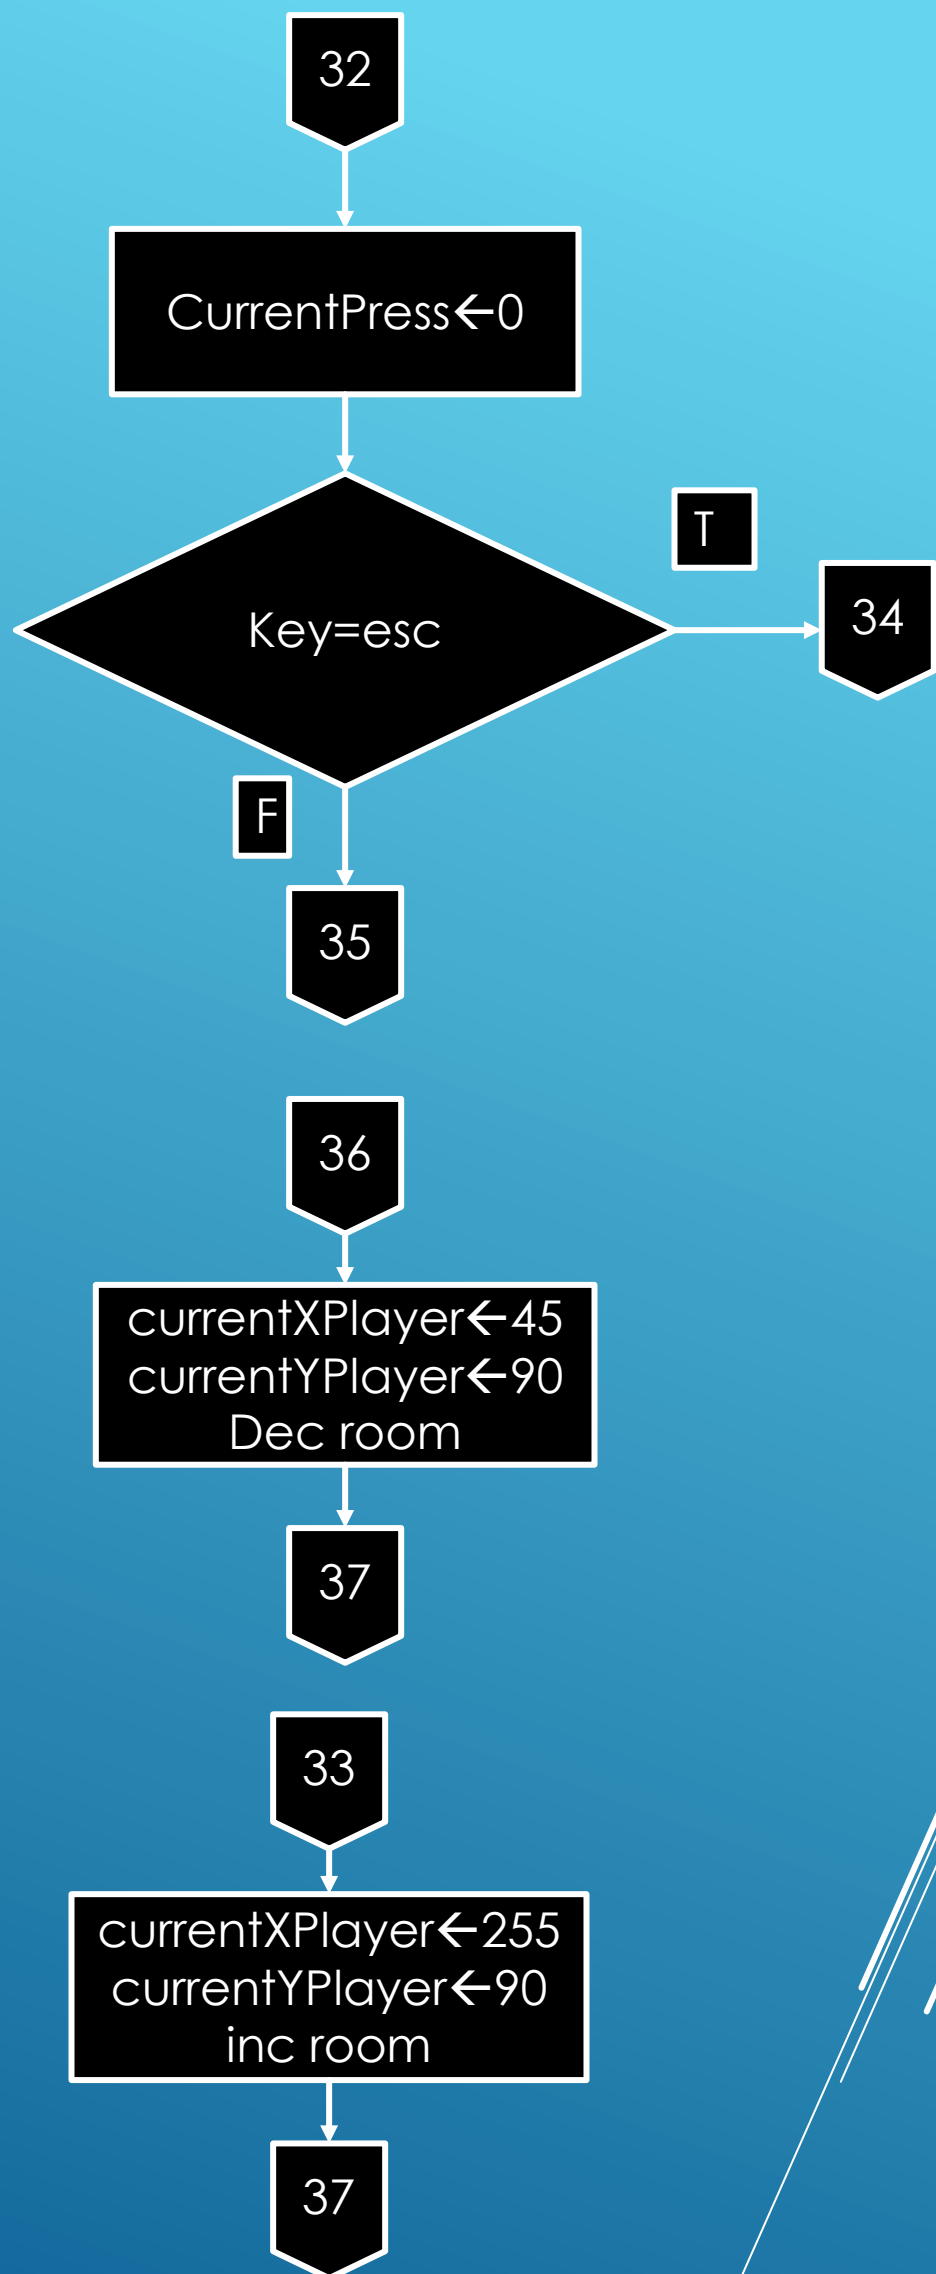 32
CurrentPress←0
T
34
Key=esc
F
35
36
currentXPlayer←45
currentYPlayer←90
Dec room
37
33
currentXPlayer←255
currentYPlayer←90
inc room
37